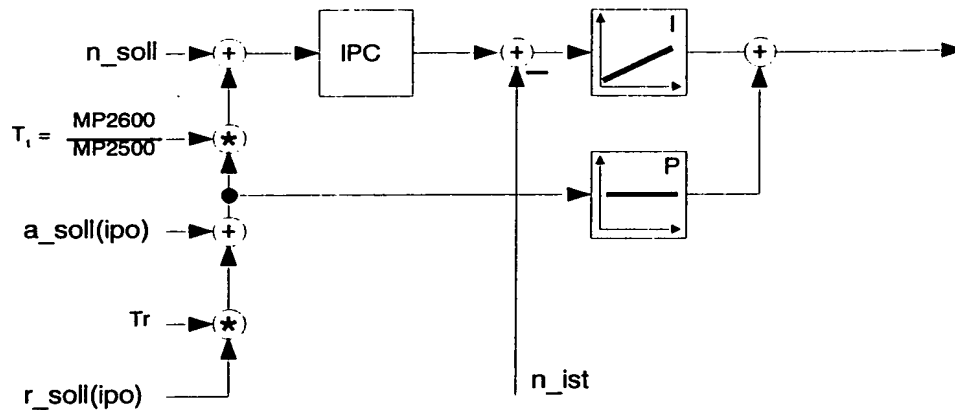 n_soll
+
IPC
+
−
I
+
T₁ = MP2600
MP2500
*
P
a_soll(ipo)
+
Tr
*
r_soll(ipo)
n_ist